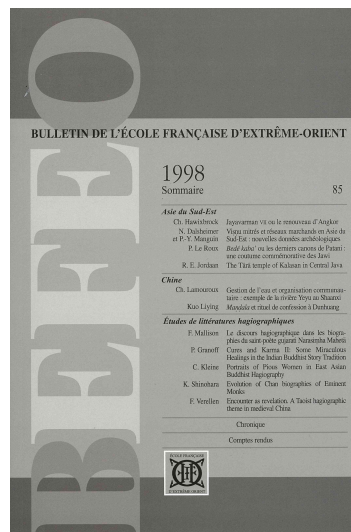 BEFEO
BULLETIN DE L'ÉCOLE FRANÇAISE D'EXTRÊME-ORIENT
1998
Sommaire 85
Asie du Sud-Est
Ch. Hawixbrock Jayavarman VII ou le renouveau d'Angkor
N. Dalsheimer Visnu mitrés et réseaux marchands en Asie du
et P.-Y. Manguin Sud-Est : nouvelles données archéologiques
P. Le Roux Bedé kaba' ou les derniers canons de Patani :
une coutume commémorative des Jawi
R. E. Jordaan The Tārā temple of Kalasan in Central Java
Chine
Ch. Lamouroux Gestion de l'eau et organisation communau-
taire : exemple de la rivière Yeyu au Shaanxi
Kuo Liying Mandala et rituel de confession à Dunhuang
Études de littératures hagiographiques
F. Mallison Le discours hagiographique dans les biogra-
phies du saint-poète gujarati Narasimha Mahetā
P. Granoff Cures and Karma II: Some Miraculous
Healings in the Indian Buddhist Story Tradition
C. Kleine Portraits of Pious Women in East Asian
Buddhist Hagiography
K. Shinohara Evolution of Chan biographies of Eminent
Monks
F. Verellen Encounter as revelation. A Taoist hagiographic
theme in medieval China
Chronique
Comptes rendus
ÉCOLE FRANÇAISE
D'EXTRÊME-ORIENT